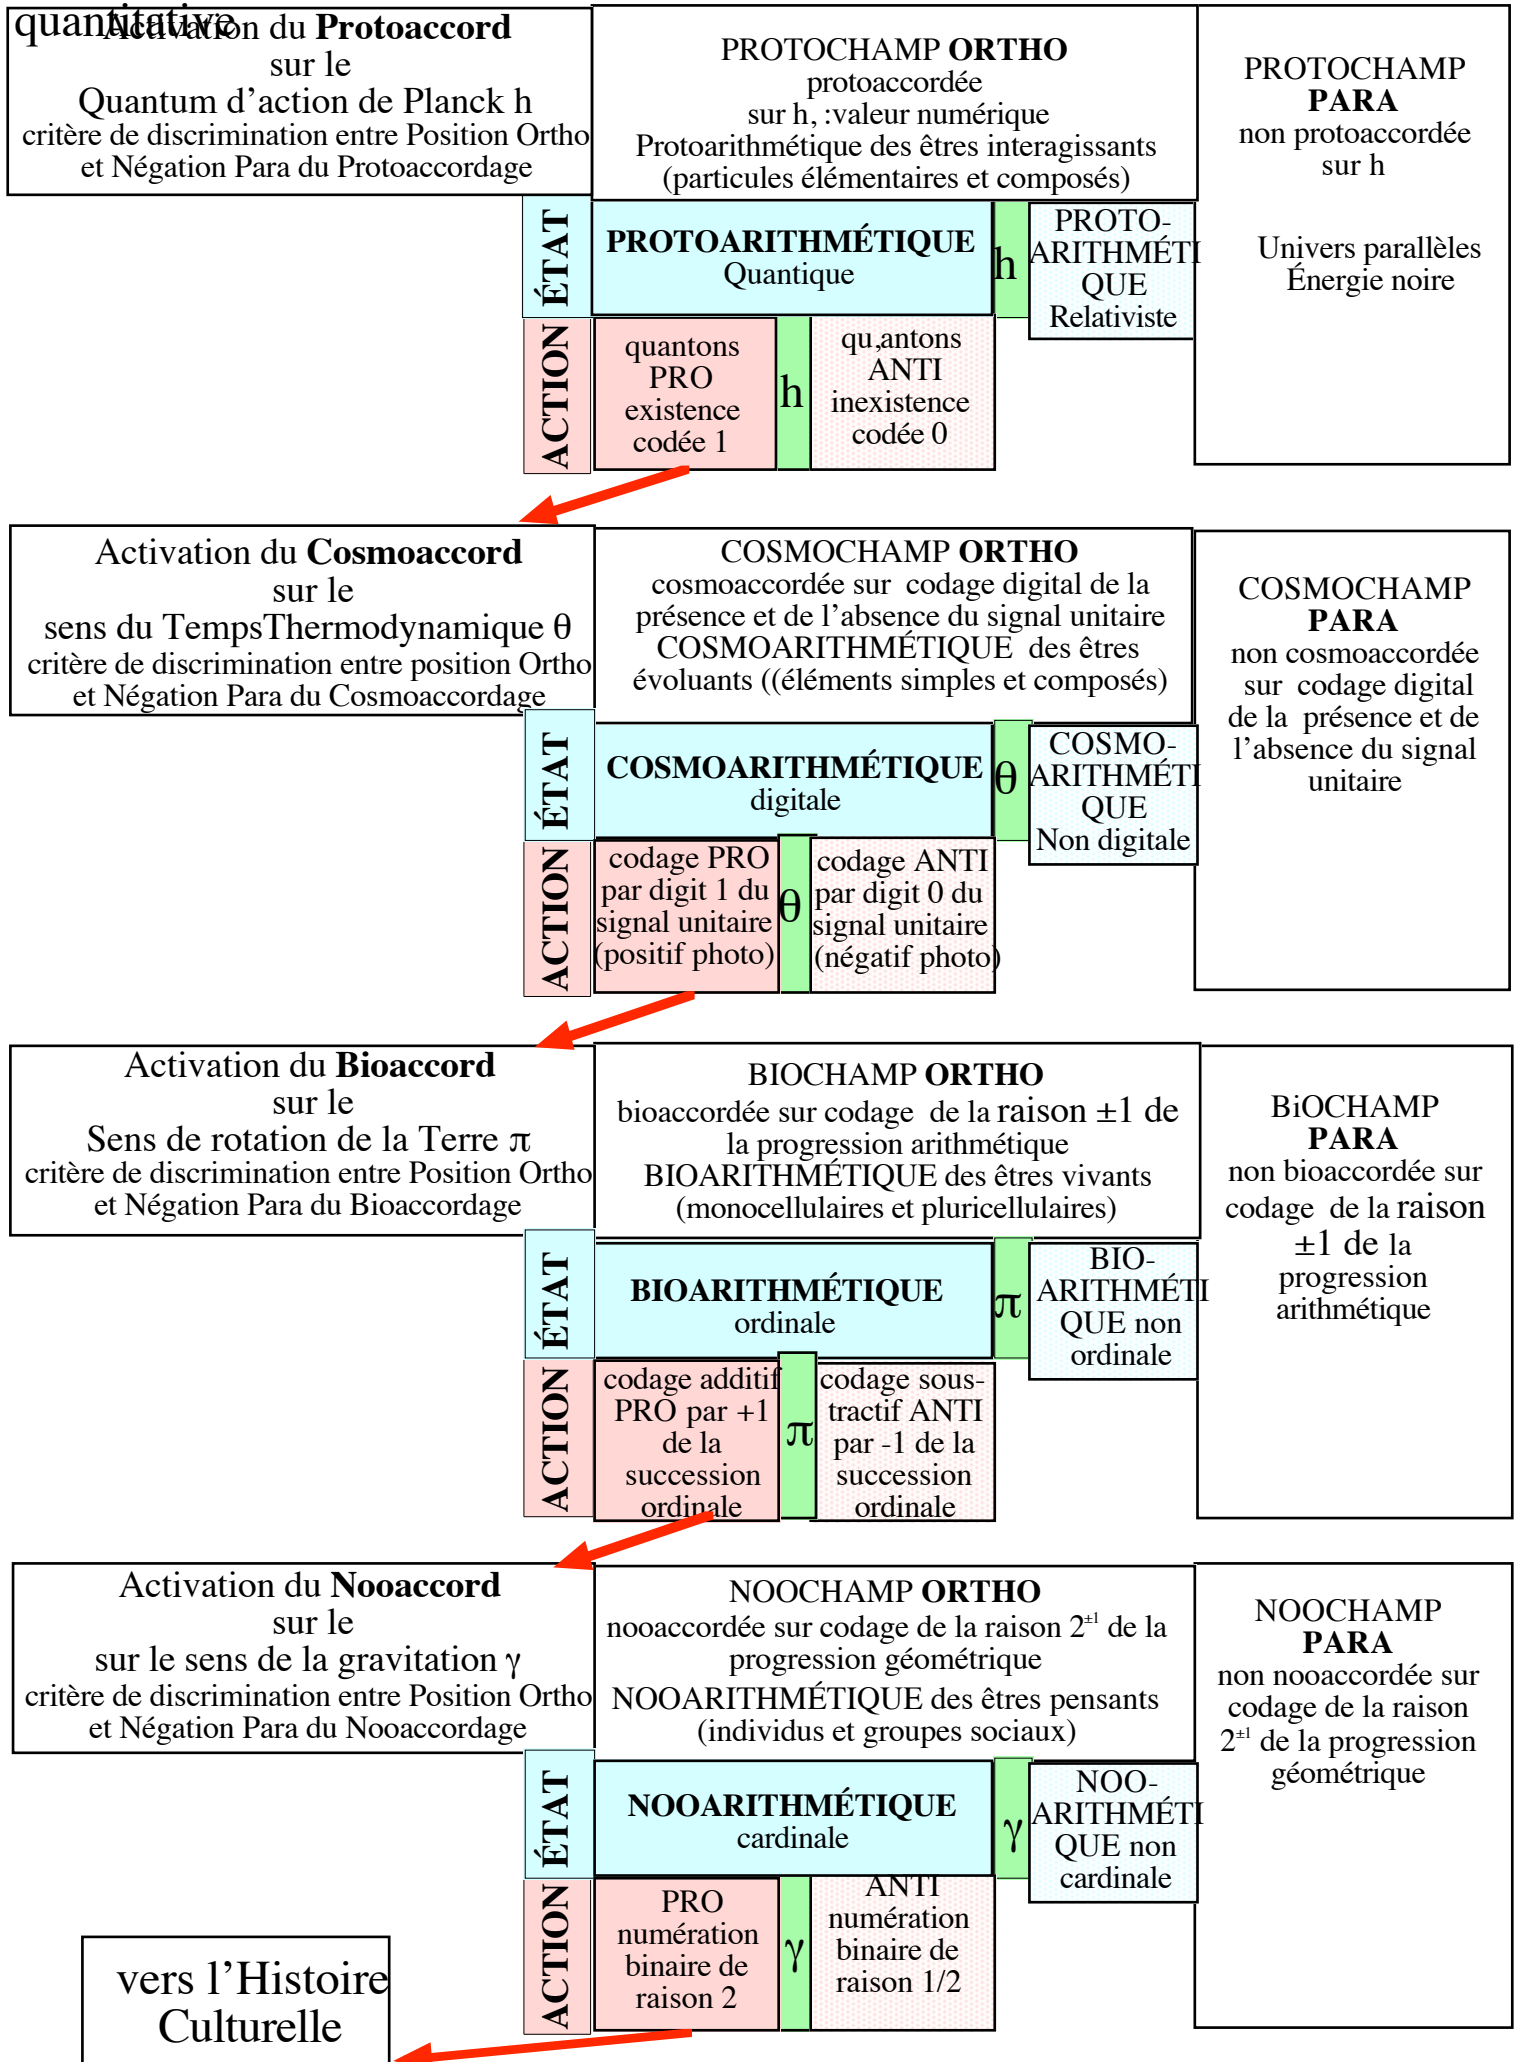 quantitative
Activation du Protoaccord
sur le
Quantum d’action de Planck h
critère de discrimination entre Position Ortho
et Négation Para du Protoaccordage
PROTOCHAMP ORTHO
protoaccordée
sur h, :valeur numérique
Protoarithmétique des êtres interagissants
(particules élémentaires et composés)
PROTOCHAMP
PARA
non protoaccordée
sur h
Univers parallèles
Énergie noire
ÉTAT
PROTOARITHMÉTIQUE
Quantique
h
PROTO-
ARITHMÉTI
QUE
Relativiste
ACTION
quantons
PRO
existence
codée 1
h
qu,antons
ANTI
inexistence
codée 0
Activation du Cosmoaccord
sur le
sens du TempsThermodynamique θ
critère de discrimination entre position Ortho
et Négation Para du Cosmoaccordage
COSMOCHAMP ORTHO
cosmoaccordée sur codage digital de la
présence et de l’absence du signal unitaire
COSMOARITHMÉTIQUE des êtres
évoluants ((éléments simples et composés)
COSMOCHAMP
PARA
non cosmoaccordée
sur codage digital
de la présence et de
l’absence du signal
unitaire
ÉTAT
COSMOARITHMÉTIQUE
digitale
θ
COSMO-
ARITHMÉTI
QUE
Non digitale
ACTION
codage PRO
par digit 1 du
signal unitaire
(positif photo)
θ
codage ANTI
par digit 0 du
signal unitaire
(négatif photo)
Activation du Bioaccord
sur le
Sens de rotation de la Terre π
critère de discrimination entre Position Ortho
et Négation Para du Bioaccordage
BIOCHAMP ORTHO
bioaccordée sur codage de la raison ±1 de
la progression arithmétique
BIOARITHMÉTIQUE des êtres vivants
(monocellulaires et pluricellulaires)
BiOCHAMP
PARA
non bioaccordée sur
codage de la raison
±1 de la
progression
arithmétique
ÉTAT
BIOARITHMÉTIQUE
ordinale
π
BIO-
ARITHMÉTI
QUE non
ordinale
ACTION
codage additif
PRO par +1
de la
succession
ordinale
π
codage sous-
tractif ANTI
par -1 de la
succession
ordinale
Activation du Nooaccord
sur le
sur le sens de la gravitation γ
critère de discrimination entre Position Ortho
et Négation Para du Nooaccordage
NOOCHAMP ORTHO
nooaccordée sur codage de la raison 2±1 de la
progression géométrique
NOOARITHMÉTIQUE des êtres pensants
(individus et groupes sociaux)
NOOCHAMP
PARA
non nooaccordée sur
codage de la raison
2±1 de la progression
géométrique
ÉTAT
NOOARITHMÉTIQUE
cardinale
γ
NOO-
ARITHMÉTI
QUE non
cardinale
ACTION
PRO
numération
binaire de
raison 2
γ
ANTI
numération
binaire de
raison 1/2
vers l’Histoire
Culturelle